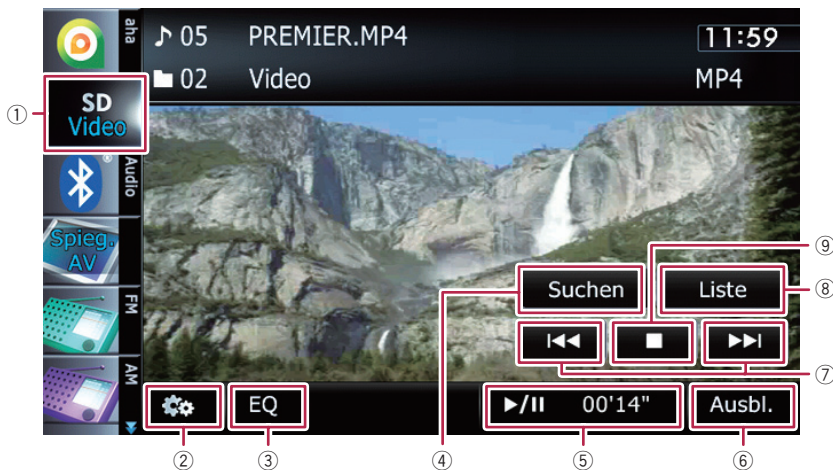 aha
05 PREMIER.MP4 11:59
02 Video MP4
① SD
Video
Audio
Spieg.
AV
FM
AM
⑨
Suchen Liste ⑧
⑦
EQ 00'14" Ausbl.
② ③ ④ ⑤ ⑥